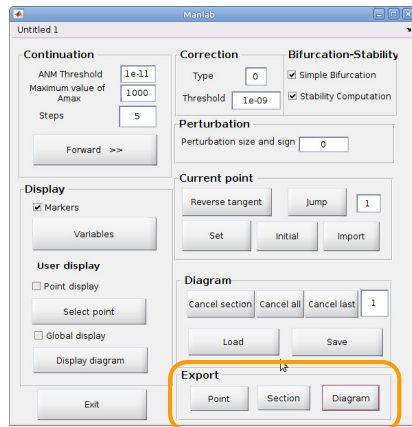 Manlab
Untitled 1
Continuation
ANM Threshold 1e-11
Maximum value of Amax 1000
Steps 5
Forward >>
Display
Markers
Variables
User display
Point display
Select point
Global display
Display diagram
Exit
Correction
Type 0
Threshold 1e-09
Bifurcation-Stability
Simple Bifurcation
Stability Computation
Perturbation
Perturbation size and sign 0
Current point
Reverse tangent Jump 1
Set Initial Import
Diagram
Cancel section Cancel all Cancel last 1
Load Save
Export
Point Section Diagram